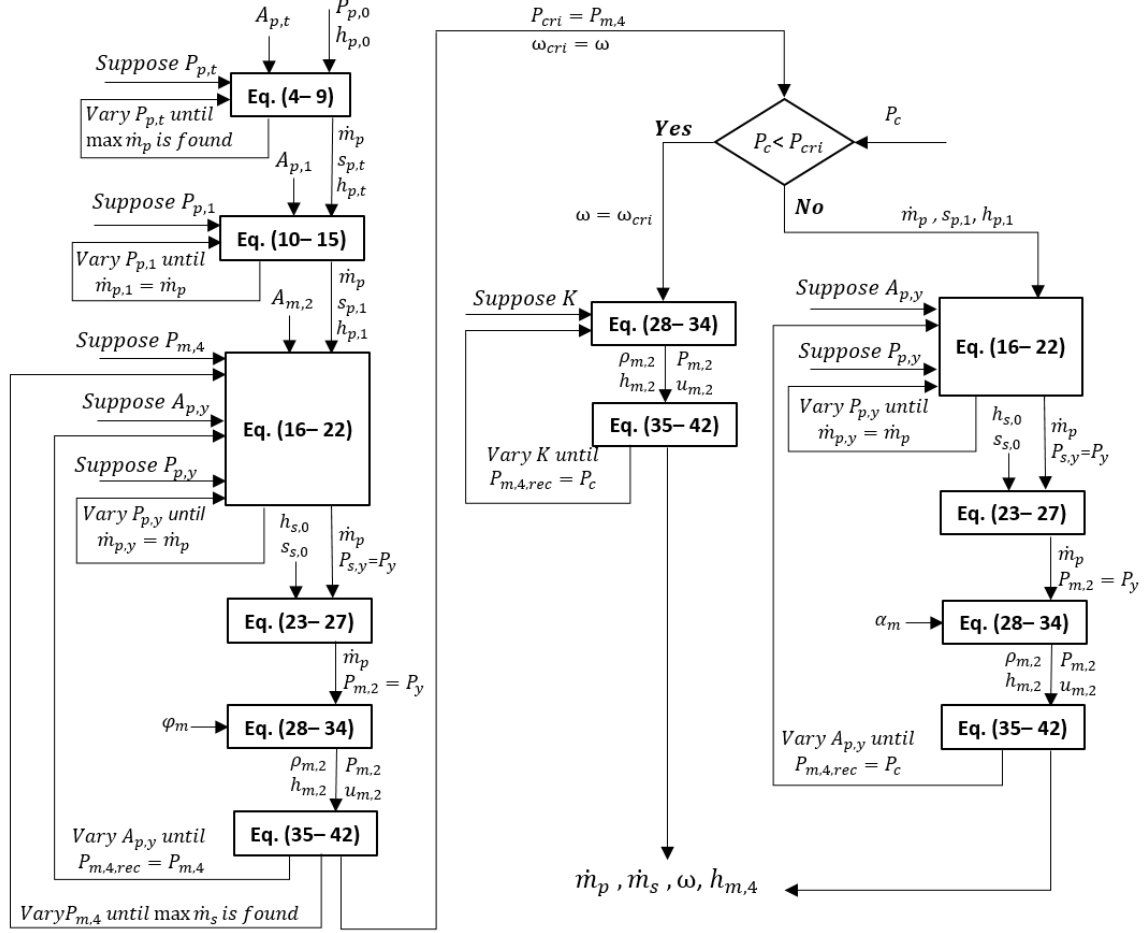 A_{p,t}
P_{p,0}
h_{p,0}
Suppose P_{p,t}
Eq. (4– 9)
Vary P_{p,t} until
max ṁ_p is found
ṁ_p
s_{p,t}
h_{p,t}
A_{p,1}
Suppose P_{p,1}
Eq. (10– 15)
Vary P_{p,1} until
ṁ_{p,1} = ṁ_p
ṁ_p
s_{p,1}
h_{p,1}
A_{m,2}
Suppose P_{m,4}
Suppose A_{p,y}
Eq. (16– 22)
Suppose P_{p,y}
Vary P_{p,y} until
ṁ_{p,y} = ṁ_p
h_{s,0}
s_{s,0}
ṁ_p
P_{s,y}=P_y
Eq. (23– 27)
ṁ_p
P_{m,2} = P_y
φ_m
Eq. (28– 34)
ρ_{m,2}
h_{m,2}
P_{m,2}
u_{m,2}
Eq. (35– 42)
Vary A_{p,y} until
P_{m,4,rec} = P_{m,4}
VaryP_{m,4} until max ṁ_s is found
P_{cri} = P_{m,4}
ω_{cri} = ω
P_c< P_{cri}
P_c
Yes
No
ω = ω_{cri}
Suppose K
Eq. (28– 34)
ρ_{m,2}
h_{m,2}
P_{m,2}
u_{m,2}
Eq. (35– 42)
Vary K until
P_{m,4,rec} = P_c
ṁ_p , s_{p,1}, h_{p,1}
Suppose A_{p,y}
Eq. (16– 22)
Suppose P_{p,y}
Vary P_{p,y} until
ṁ_{p,y} = ṁ_p
h_{s,0}
s_{s,0}
ṁ_p
P_{s,y}=P_y
Eq. (23– 27)
ṁ_p
P_{m,2} = P_y
α_m
Eq. (28– 34)
ρ_{m,2}
h_{m,2}
P_{m,2}
u_{m,2}
Eq. (35– 42)
Vary A_{p,y} until
P_{m,4,rec} = P_c
ṁ_p , ṁ_s , ω, h_{m,4}